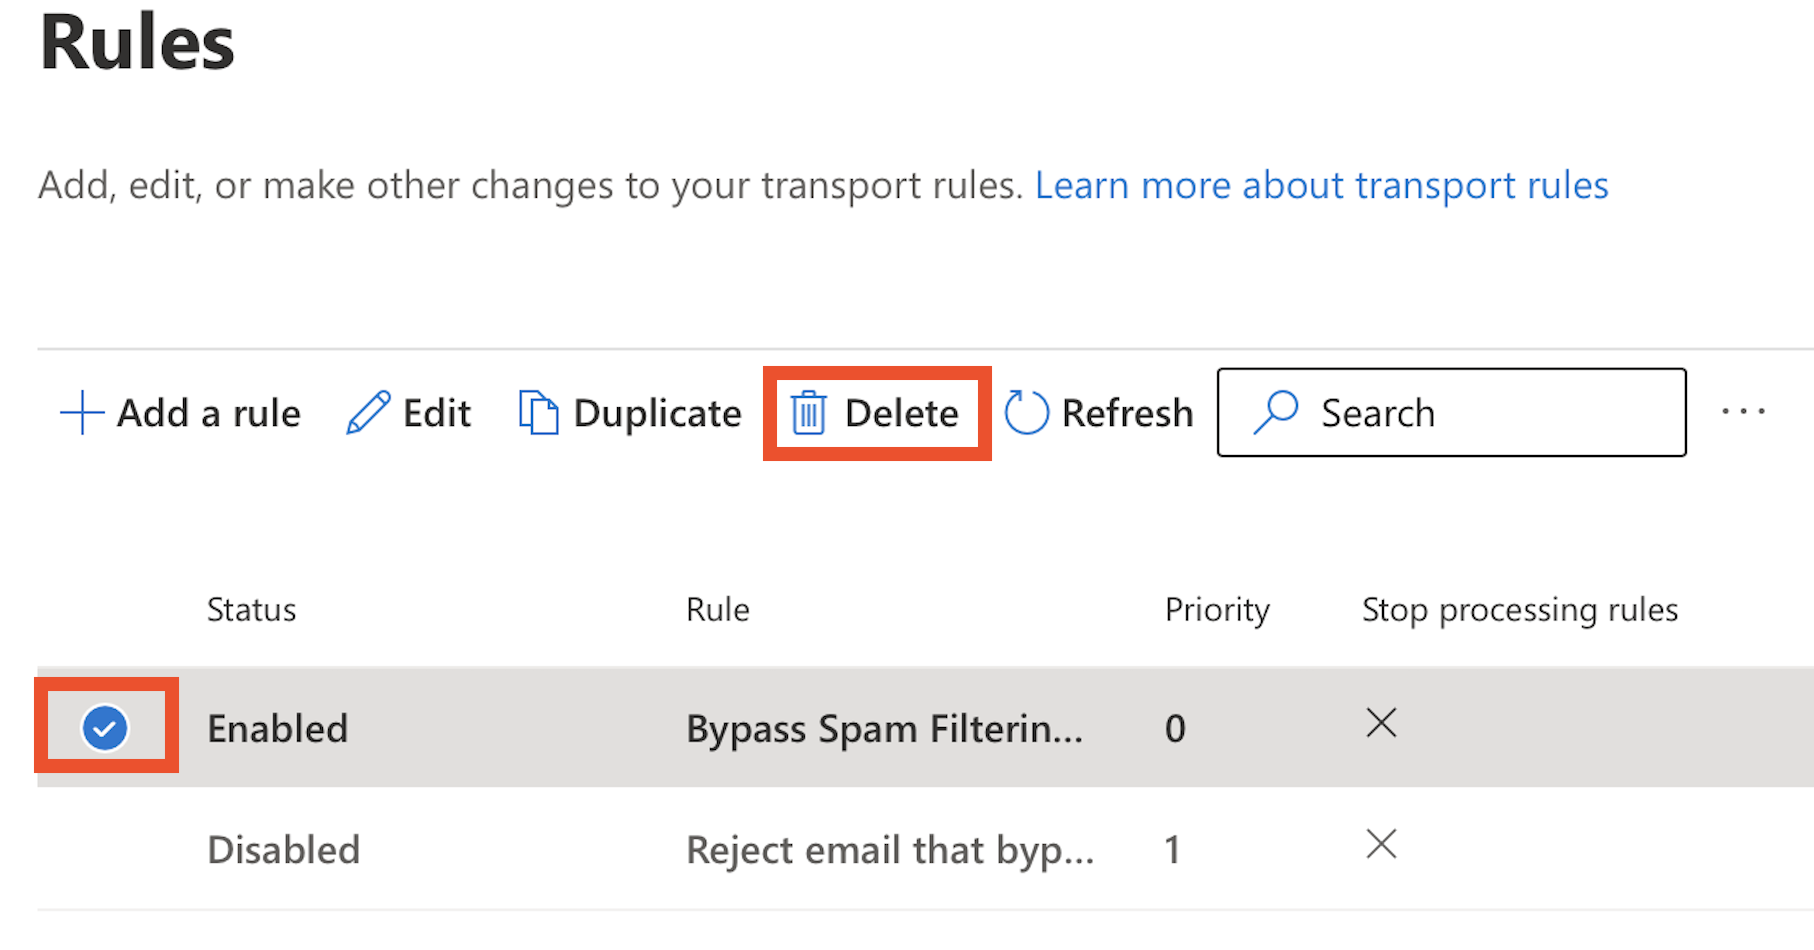 Rules
Add, edit, or make other changes to your transport rules. Learn more about transport rules
Add a rule Edit Duplicate Delete Refresh Search ...
Status Rule Priority Stop processing rules
Enabled Bypass Spam Filterin... 0
Disabled Reject email that byp... 1